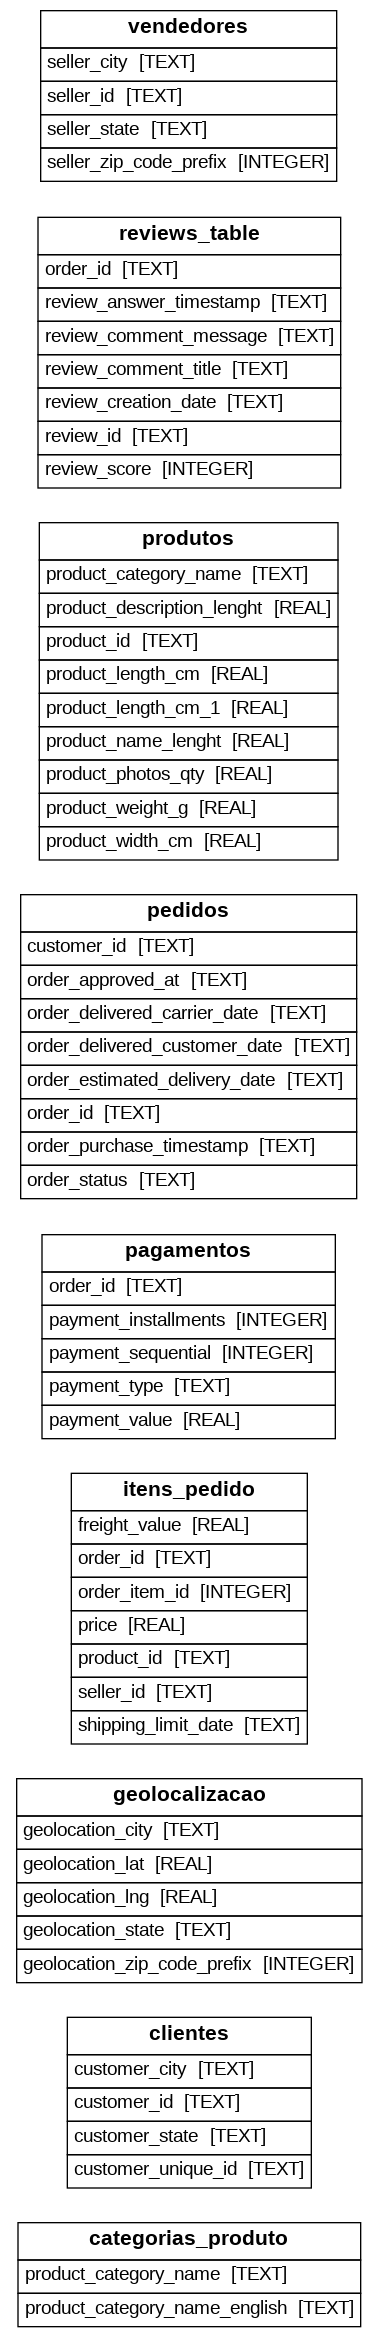 vendedores
seller_city [TEXT]
seller_id [TEXT]
seller_state [TEXT]
seller_zip_code_prefix [INTEGER]
reviews_table
order_id [TEXT]
review_answer_timestamp [TEXT]
review_comment_message [TEXT]
review_comment_title [TEXT]
review_creation_date [TEXT]
review_id [TEXT]
review_score [INTEGER]
produtos
product_category_name [TEXT]
product_description_lenght [REAL]
product_id [TEXT]
product_length_cm [REAL]
product_length_cm_1 [REAL]
product_name_lenght [REAL]
product_photos_qty [REAL]
product_weight_g [REAL]
product_width_cm [REAL]
pedidos
customer_id [TEXT]
order_approved_at [TEXT]
order_delivered_carrier_date [TEXT]
order_delivered_customer_date [TEXT]
order_estimated_delivery_date [TEXT]
order_id [TEXT]
order_purchase_timestamp [TEXT]
order_status [TEXT]
pagamentos
order_id [TEXT]
payment_installments [INTEGER]
payment_sequential [INTEGER]
payment_type [TEXT]
payment_value [REAL]
itens_pedido
freight_value [REAL]
order_id [TEXT]
order_item_id [INTEGER]
price [REAL]
product_id [TEXT]
seller_id [TEXT]
shipping_limit_date [TEXT]
geolocalizacao
geolocation_city [TEXT]
geolocation_lat [REAL]
geolocation_lng [REAL]
geolocation_state [TEXT]
geolocation_zip_code_prefix [INTEGER]
clientes
customer_city [TEXT]
customer_id [TEXT]
customer_state [TEXT]
customer_unique_id [TEXT]
categorias_produto
product_category_name [TEXT]
product_category_name_english [TEXT]